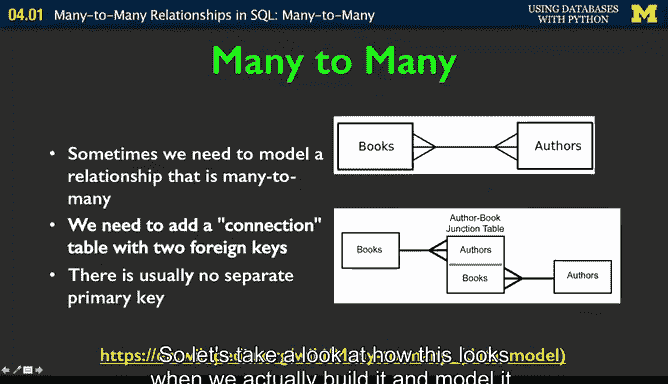 04.01 Many-to-Many Relationships in SQL: Many-to-Many
USING DATABASES
WITH PYTHON
M
Many to Many
• Sometimes we need to model a
relationship that is many-to-
many
• We need to add a "connection"
table with two foreign keys
• There is usually no separate
primary key
Books
Authors
Author-Book
Junction Table
Books
Authors
Books
Authors
https://
model)
So let's take a look at how this looks
when we actually build it and model it